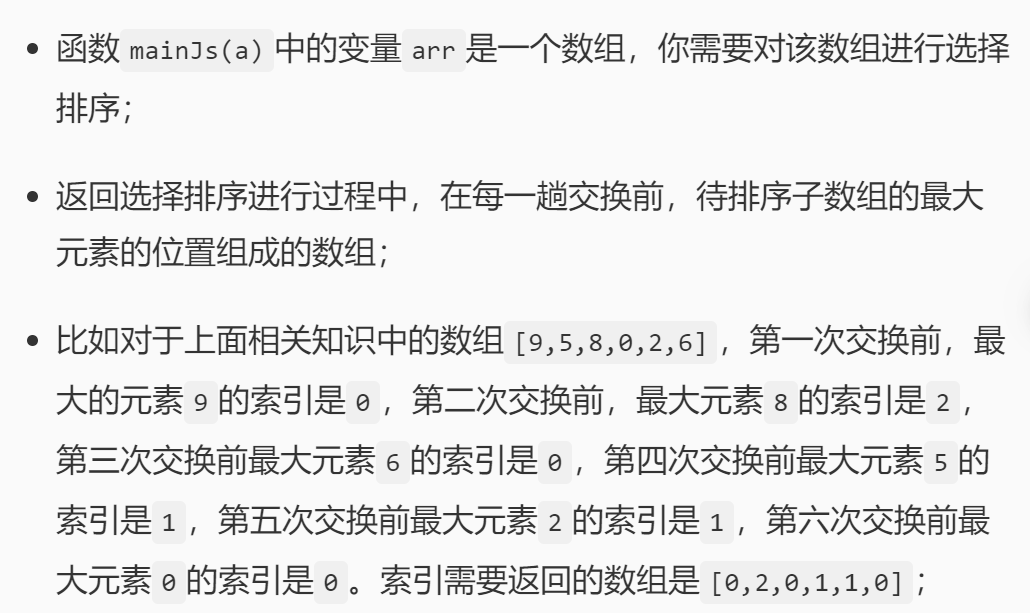 • 函数 mainJs(a) 中的变量 arr 是一个数组，你需要对该数组进行选择
排序；
• 返回选择排序进行过程中，在每一趟交换前，待排序子数组的最大
元素的位置组成的数组；
• 比如对于上面相关知识中的数组 [9,5,8,0,2,6] ，第一次交换前，最
大的元素 9 的索引是 0 ，第二次交换前，最大元素 8 的索引是 2 ，
第三次交换前最大元素 6 的索引是 0 ，第四次交换前最大元素 5 的
索引是 1 ，第五次交换前最大元素 2 的索引是 1 ，第六次交换前最
大元素 0 的索引是 0 。索引需要返回的数组是 [0,2,0,1,1,0] ；